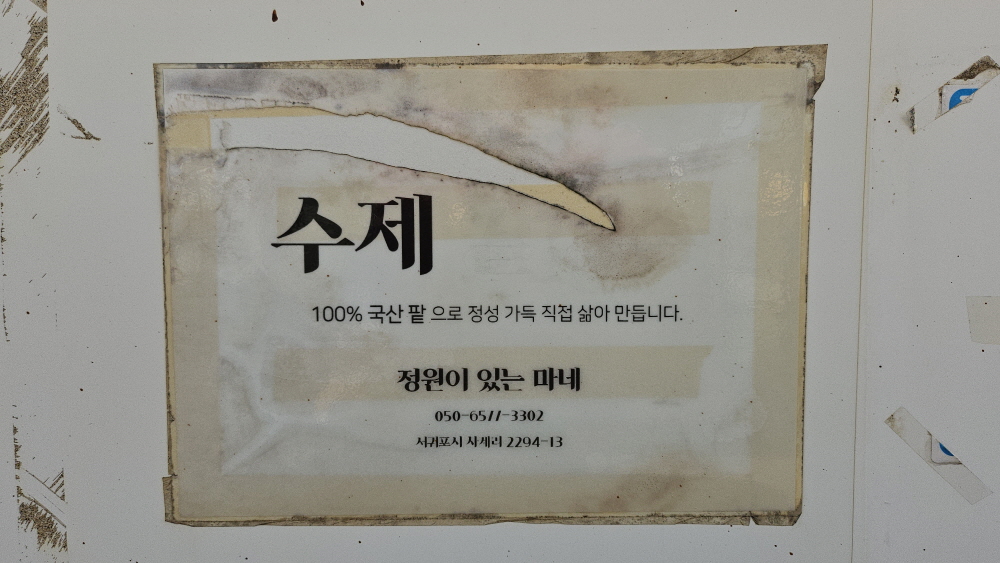 수제
100% 국산 팥 으로 정성 가득 직접 삶아 만듭니다.
정원이 있는 마네
050-6577-3302
서귀포시 사계리 2294-13